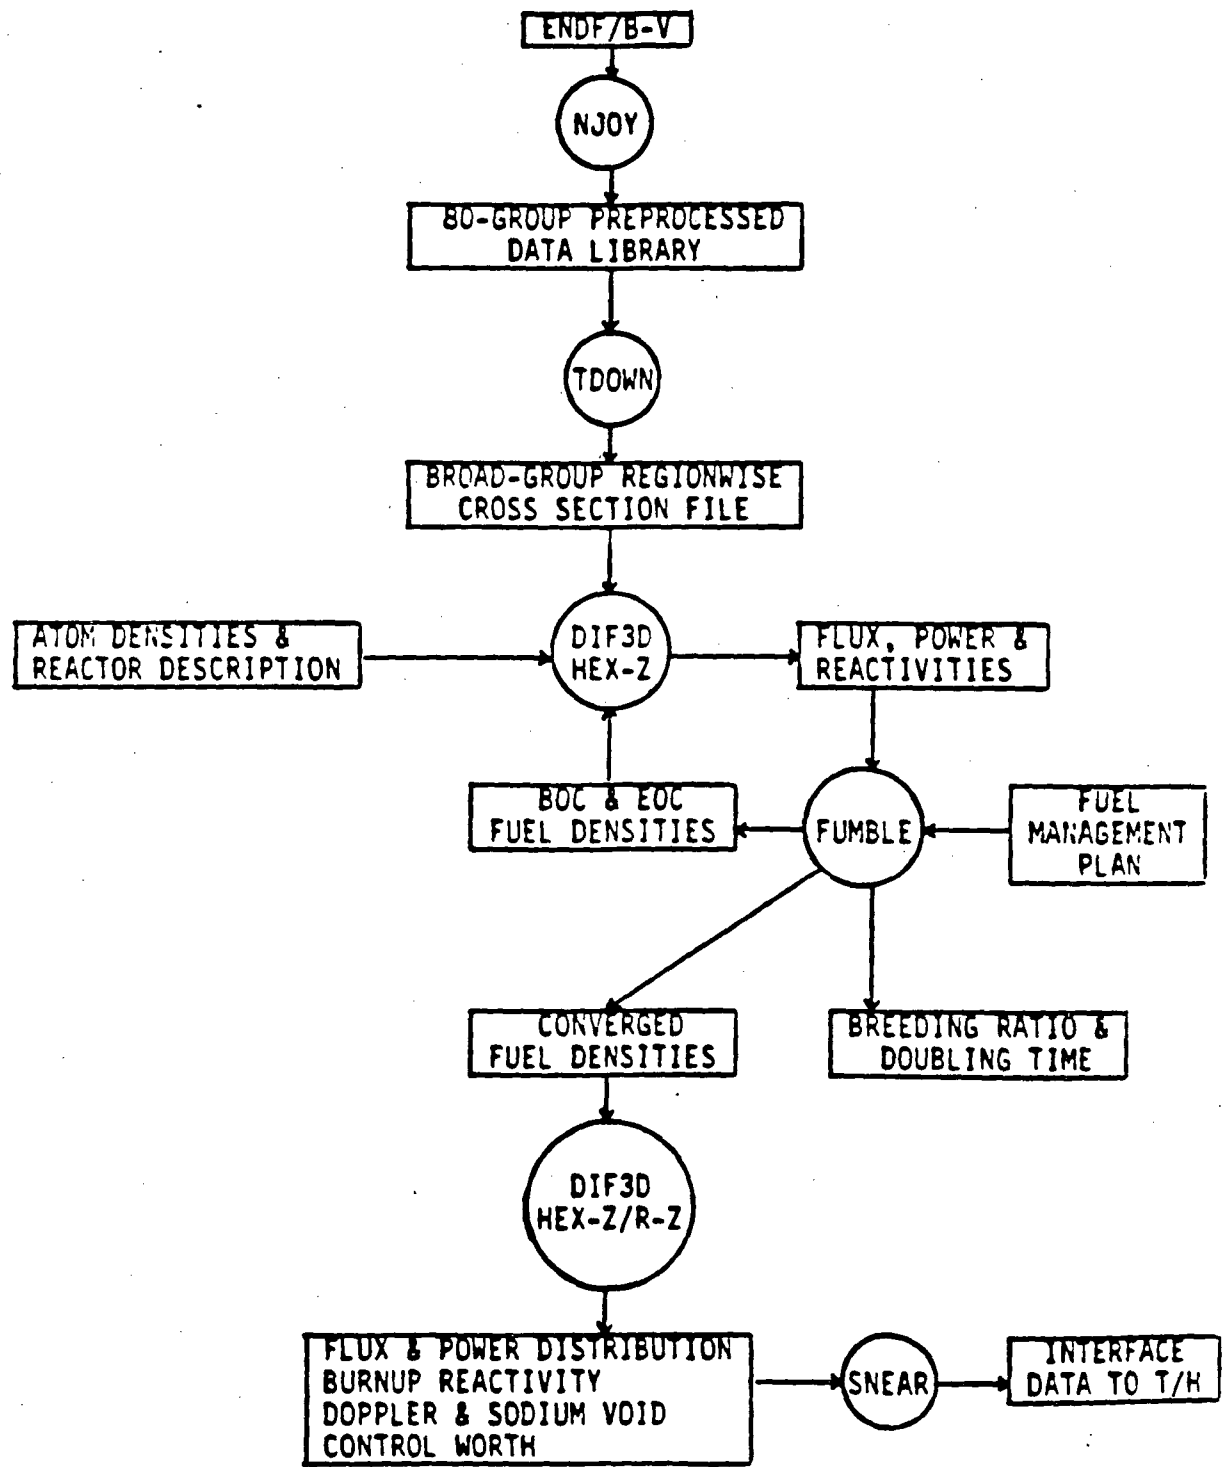 ENDF/B-V
NJOY
80-GROUP PREPROCESSED
DATA LIBRARY
TDOWN
BROAD-GROUP REGIONWISE
CROSS SECTION FILE
ATOM DENSITIES &
REACTOR DESCRIPTION
DIF3D
HEX-Z
FLUX, POWER &
REACTIVITIES
BOC & EOC
FUEL DENSITIES
FUMBLE
FUEL
MANAGEMENT
PLAN
CONVERGED
FUEL DENSITIES
BREEDING RATIO &
DOUBLING TIME
DIF3D
HEX-Z/R-Z
FLUX & POWER DISTRIBUTION
BURNUP REACTIVITY
DOPPLER & SODIUM VOID
CONTROL WORTH
SNEAR
INTERFACE
DATA TO T/H